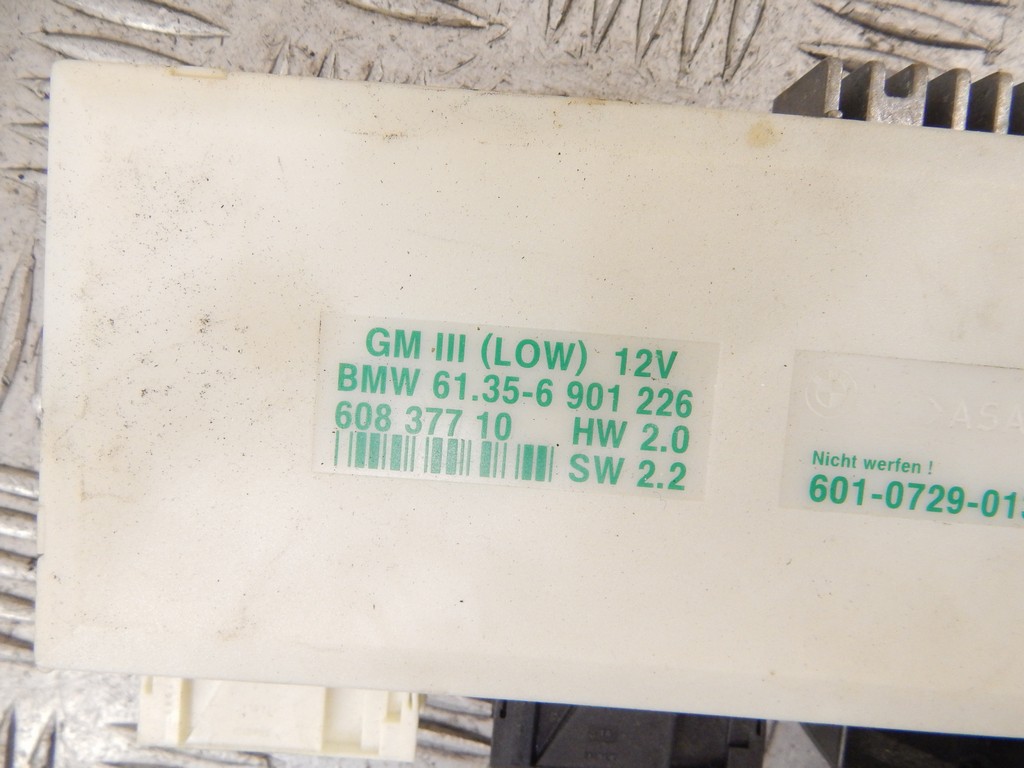 GM III (LOW) 12V
BMW 61.35-6 901 226
608 377 10 HW 2.0
SW 2.2
>ASA
Nicht werfen !
601-0729-01